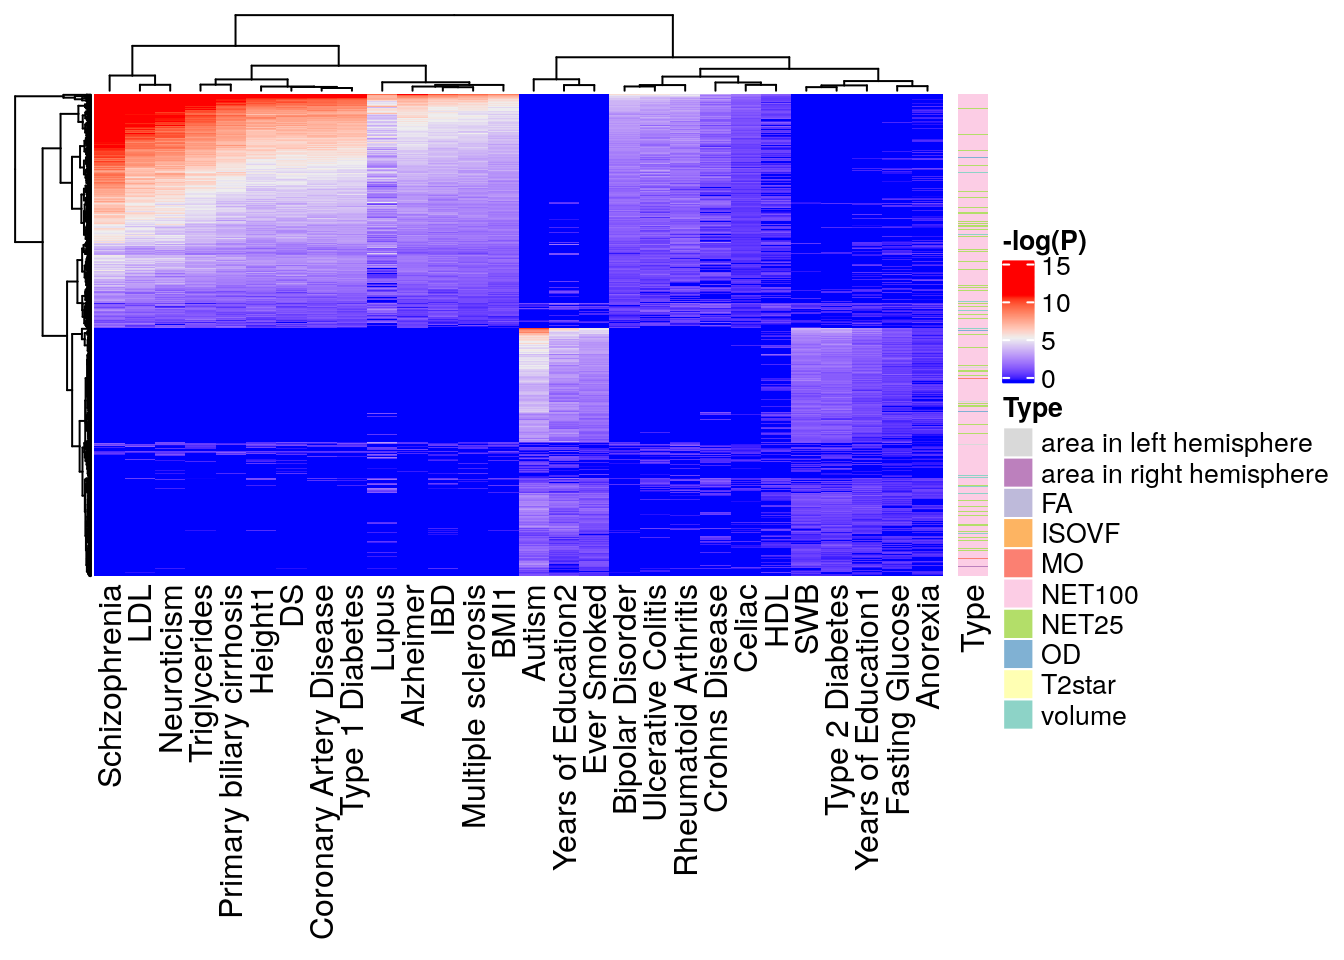 -log(P)
15
10
5
0
Type
area in left hemisphere
area in right hemisphere
FA
ISOVF
MO
NET100
NET25
OD
T2star
volume
Schizophrenia
LDL
Neuroticism
Triglycerides
Primary biliary cirrhosis
Height1
DS
Coronary Artery Disease
Type 1 Diabetes
Lupus
Alzheimer
IBD
Multiple sclerosis
BMI1
Autism
Years of Education2
Ever Smoked
Bipolar Disorder
Ulcerative Colitis
Rheumatoid Arthritis
Crohns Disease
Celiac
HDL
SWB
Type 2 Diabetes
Years of Education1
Fasting Glucose
Anorexia
Type